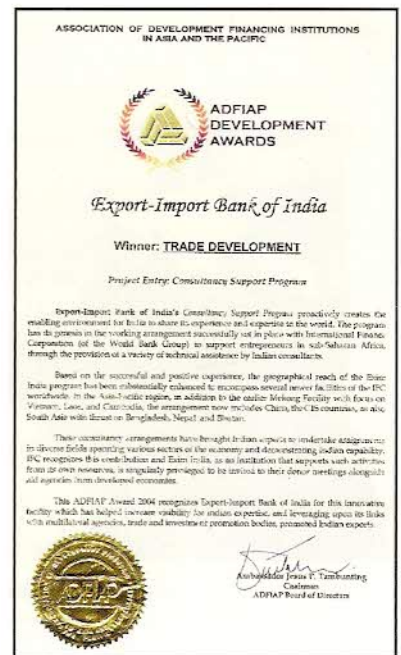 ASSOCIATION OF DEVELOPMENT FINANCING INSTITUTIONS
IN ASIA AND THE PACIFIC
ADFIAP
DEVELOPMENT
AWARDS
Export-Import Bank of India
Winner: TRADE DEVELOPMENT
Project Entry: Consultancy Support Program
Export-Import Bank of India's Consultancy Support Program proactively creates the
enabling environment for India to share its experience and expertise to the world. The program
has its genesis in the working arrangement successfully set in place with International Finance
Corporation (of the World Bank Group) to support entrepreneurs in sub-Saharan Africa,
through the provision of a variety of technical assistance by Indian consultants.
Based on the successful and positive experience, the geographical reach of the Exim
India program has been substantially enhanced to encompass several newer facilities of the IFC
worldwide. In the Asia-Pacific region, in addition to the earlier Mekong Facility with focus on
Vietnam, Laos, and Cambodia, the arrangement now includes China, the CIS countries, as also
South Asia with thrust on Bangladesh, Nepal and Bhutan.
These consultancy arrangements have brought Indian experts to undertake assignments
in diverse fields spanning various sectors of the economy and demonstrating Indian capability.
IFC recognizes this contribution and Exim India, as an institution that supports such activities
from its own resources, is singularly privileged to be invited to their donor meetings alongside
aid agencies from developed economies.
This ADFIAP Award 2004 recognizes Export-Import Bank of India for this innovative
facility which has helped increase visibility for Indian expertise, and leveraging upon its links
with multilateral agencies, trade and investment promotion bodies, promoted Indian exports.
Ambassador Jesus P. Tambunting
Chairman
ADFIAP Board of Directors